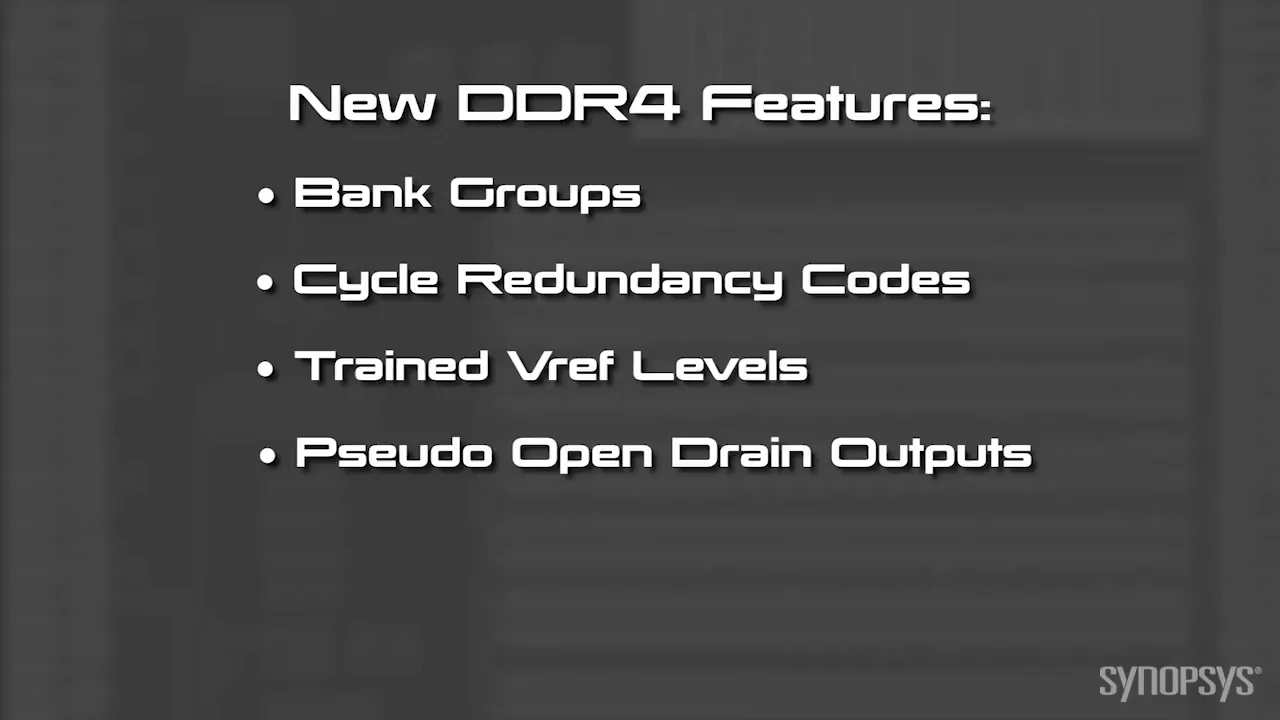 New DDR4 Features:
• Bank Groups
• Cycle Redundancy Codes
• Trained Vref Levels
• Pseudo Open Drain Outputs
SYNOPSYS®